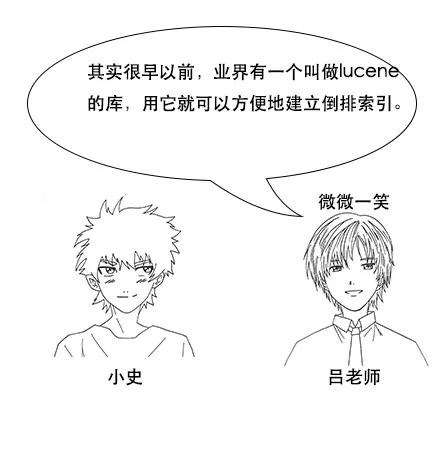 其实很早以前，业界有一个叫做lucene
的库，用它就可以方便地建立倒排索引。
微微一笑
小史
吕老师